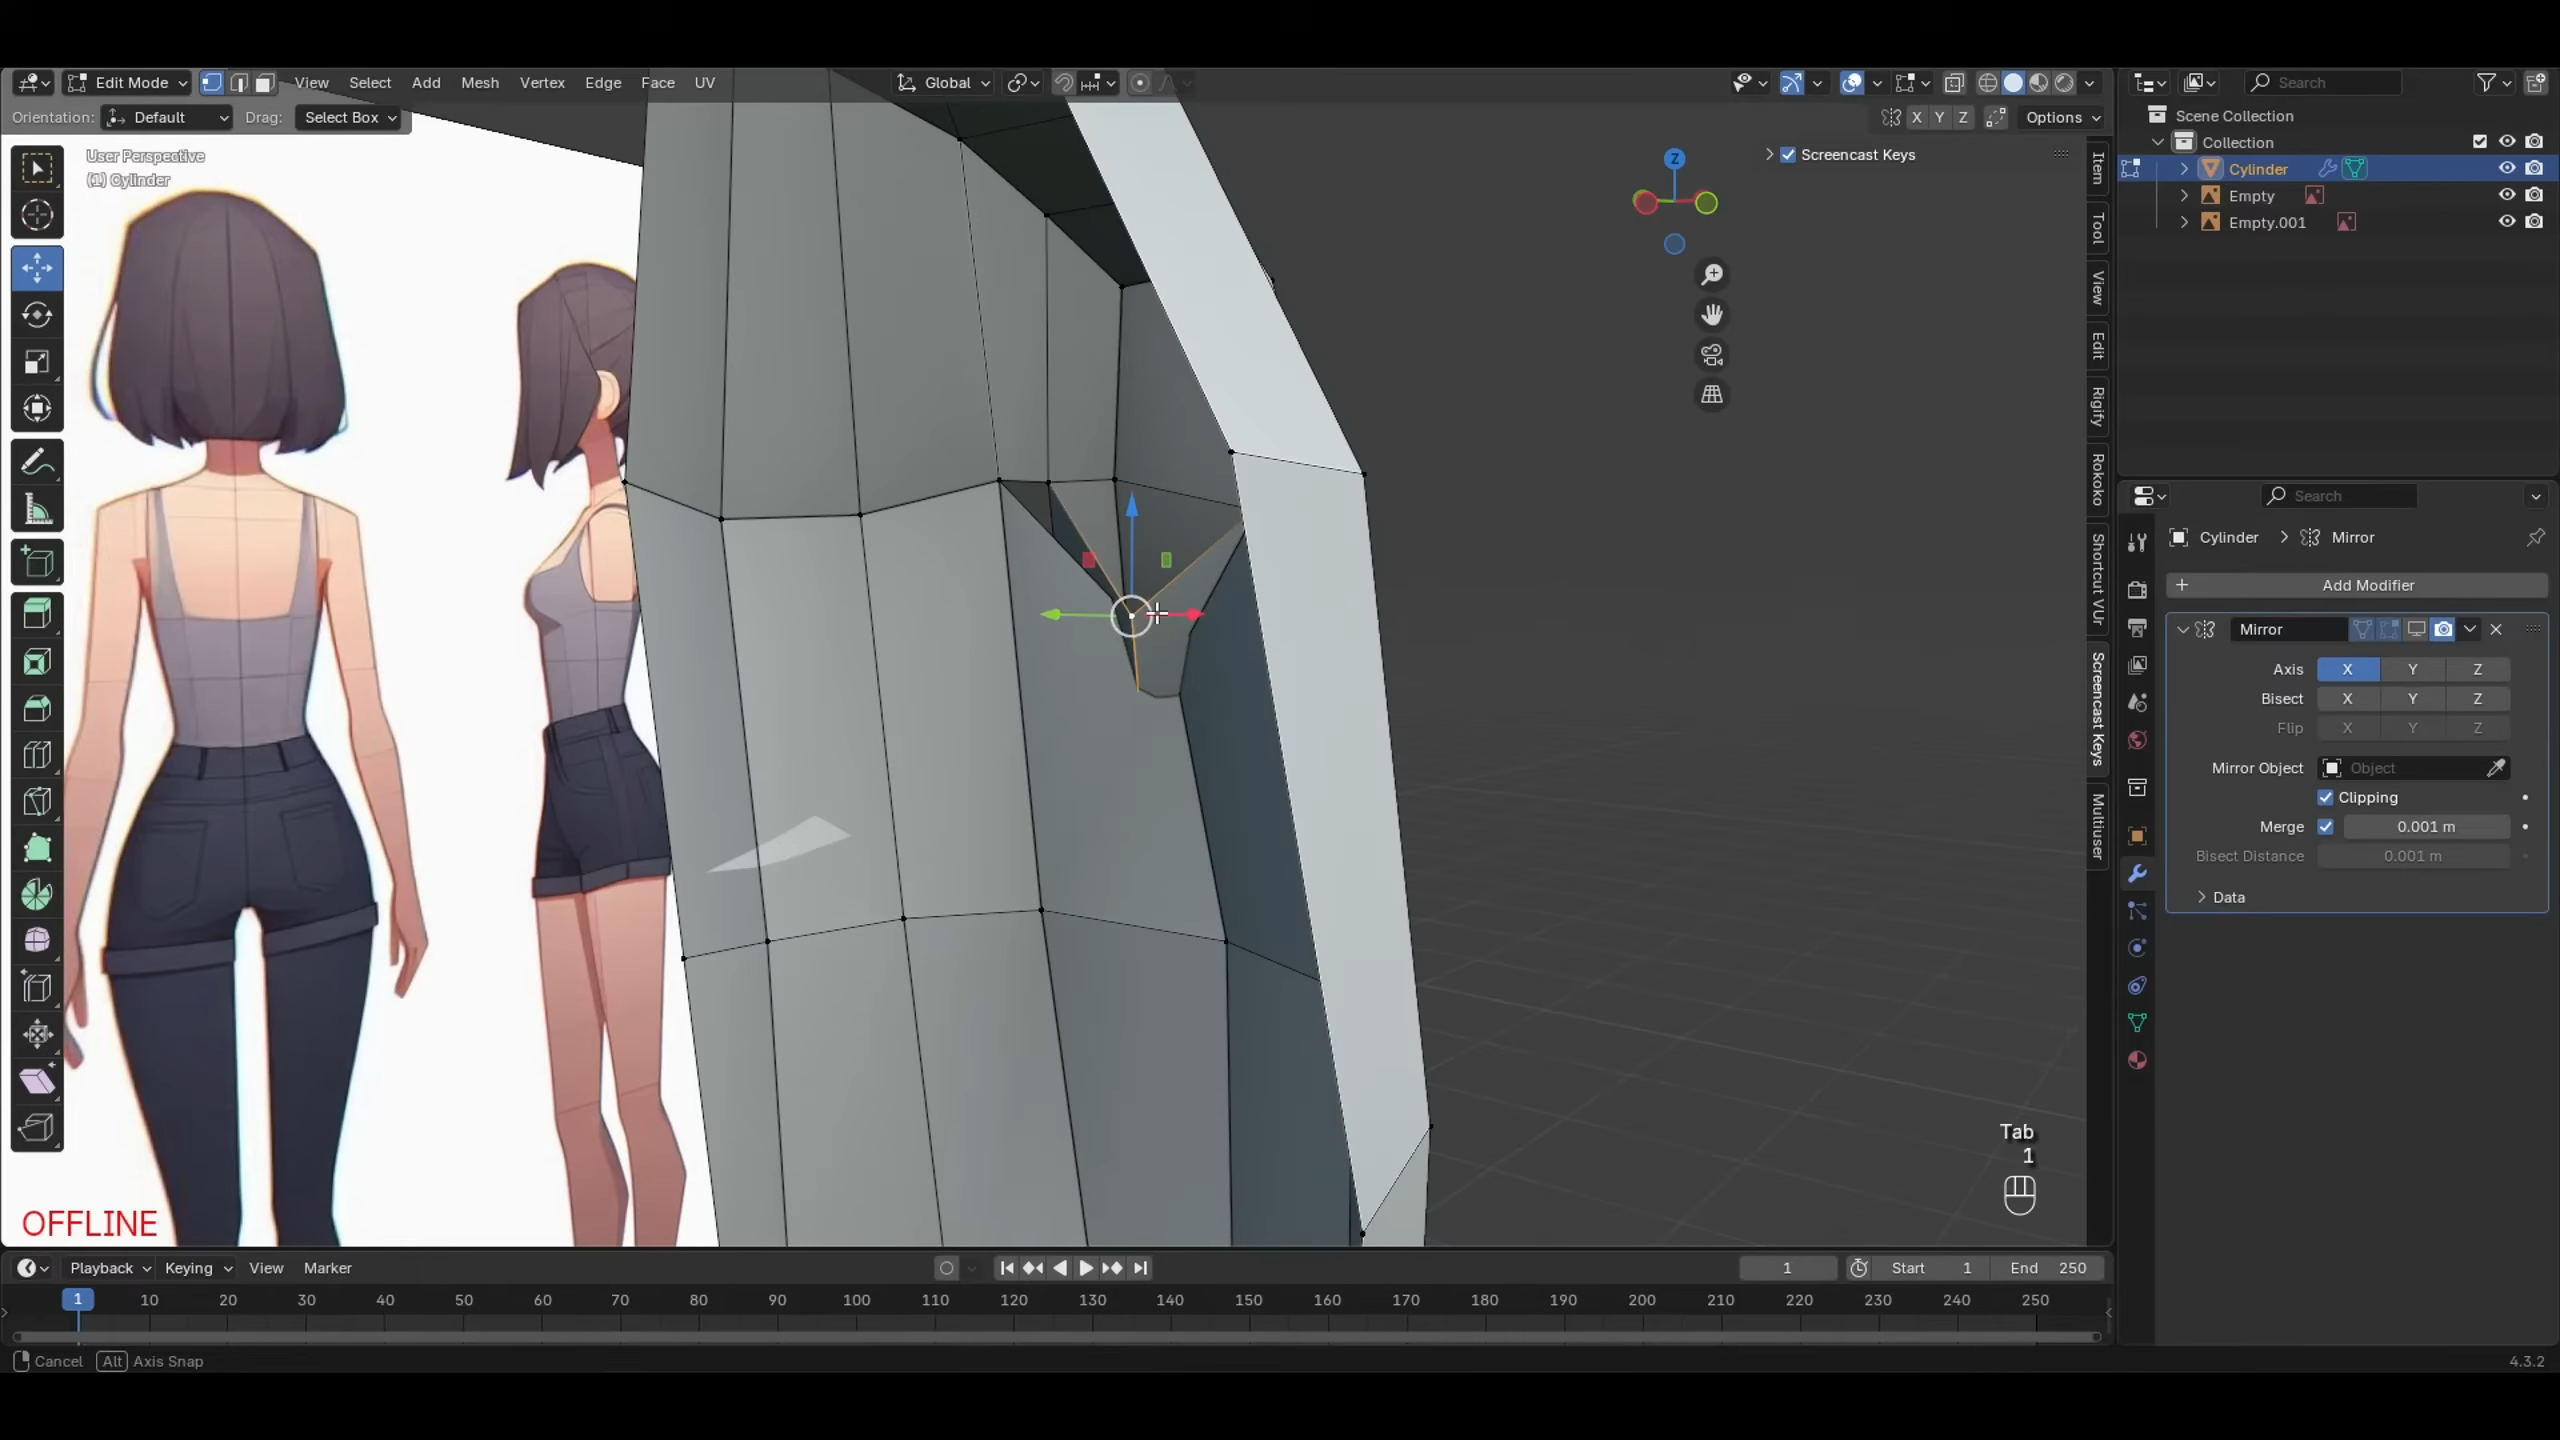 Edit Mode View Select Add Mesh Vertex Edge Face UV Global Search
Orientation: Default Drag: Select Box X Y Z Options
User Perspective
(1) Cylinder
Z
Screencast Keys
Item
Tool
View
Edit
Rigify
Rokoko
Shortcut VUr
Screencast Keys
Multiuser
Tab
1
OFFLINE
Scene Collection
Collection
Cylinder
Empty
Empty.001
Search
Cylinder > Mirror
+ Add Modifier
Mirror
Axis X Y Z
Bisect X Y Z
Flip X Y Z
Mirror Object Object
Clipping
Merge 0.001 m
Bisect Distance 0.001 m
Data
Playback Keying View Marker 1 Start 1 End 250
1 10 20 30 40 50 60 70 80 90 100 110 120 130 140 150 160 170 180 190 200 210 220 230 240 250
Cancel Alt Axis Snap 4.3.2